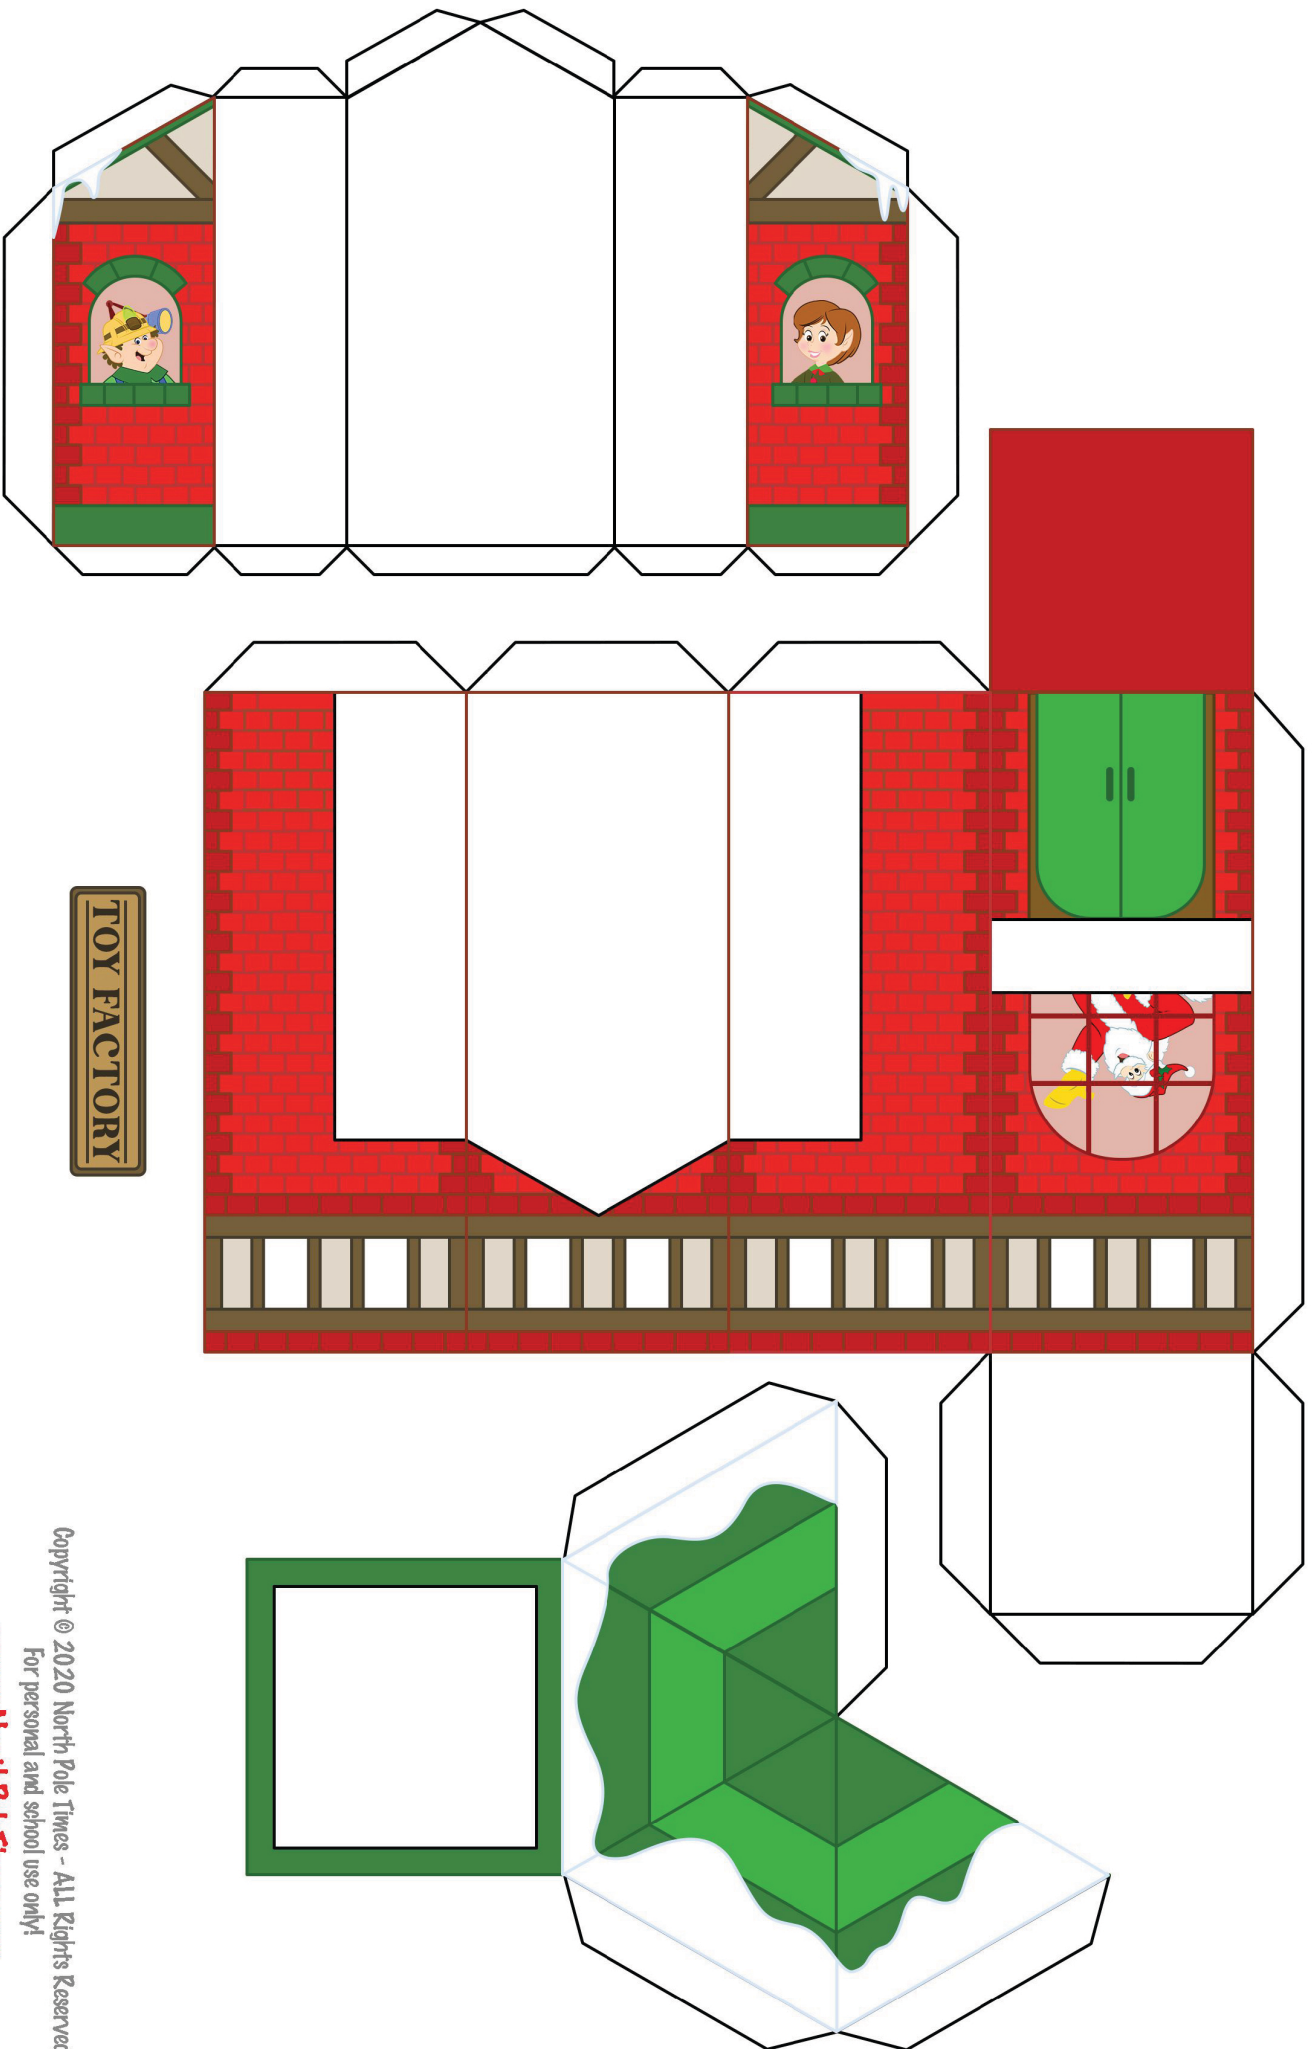 TOY FACTORY
Copyright © 2020 North Pole Times - ALL Rights Reserved
For personal and school use only!